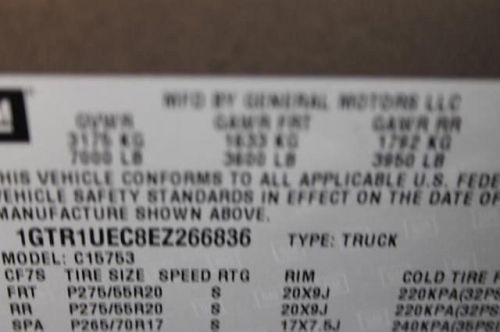 M
MFD BY GENERAL MOTORS LLC
GVWR GAWR FRT GAWR RR
3175 KG 1633 KG 1792 KG
7000 LB 3600 LB 3950 LB
HIS VEHICLE CONFORMS TO ALL APPLICABLE U.S. FEDE
VEHICLE SAFETY STANDARDS IN EFFECT ON THE DATE OF
MANUFACTURE SHOWN ABOVE.
1GTR1UEC8EZ266836 TYPE: TRUCK
MODEL: C15753
CF7S TIRE SIZE SPEED RTG RIM COLD TIRE P
FRT P275/55R20 S 20X9J 220KPA(32PS
RR P275/55R20 S 20X9J 220KPA(32PS
SPA P265/70R17 S 17X7.5J 240KPA(35PS